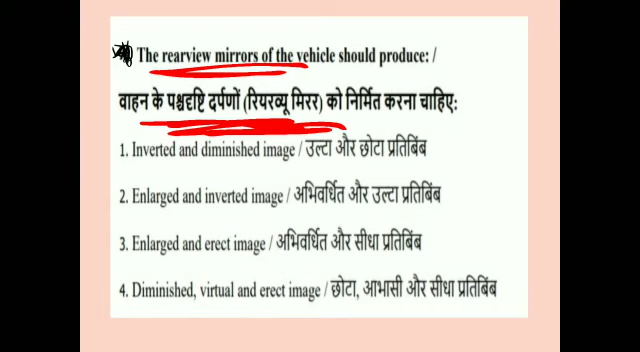 The rearview mirrors of the vehicle should produce: /
वाहन के पश्चदृष्टि दर्पणों (रियरव्यू मिरर) को निर्मित करना चाहिए:
1. Inverted and diminished image / उल्टा और छोटा प्रतिबिंब
2. Enlarged and inverted image / अभिवर्धित और उल्टा प्रतिबिंब
3. Enlarged and erect image / अभिवर्धित और सीधा प्रतिबिंब
4. Diminished, virtual and erect image / छोटा, आभासी और सीधा प्रतिबिंब